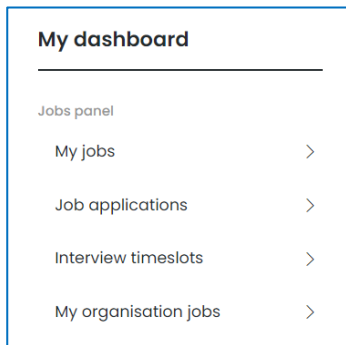 My dashboard
Jobs panel
My jobs
Job applications
Interview timeslots
My organisation jobs